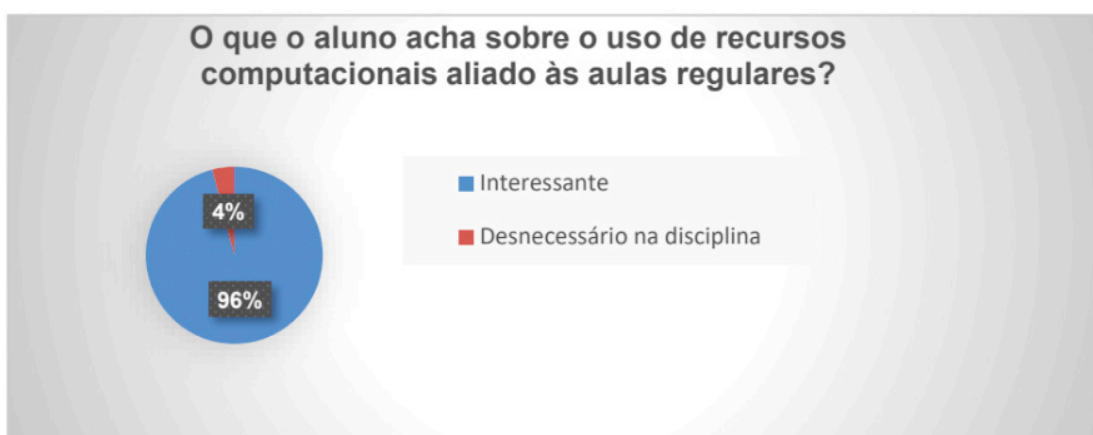 O que o aluno acha sobre o uso de recursos
computacionais aliado às aulas regulares?
Interessante
4%
Desnecessário na disciplina
96%